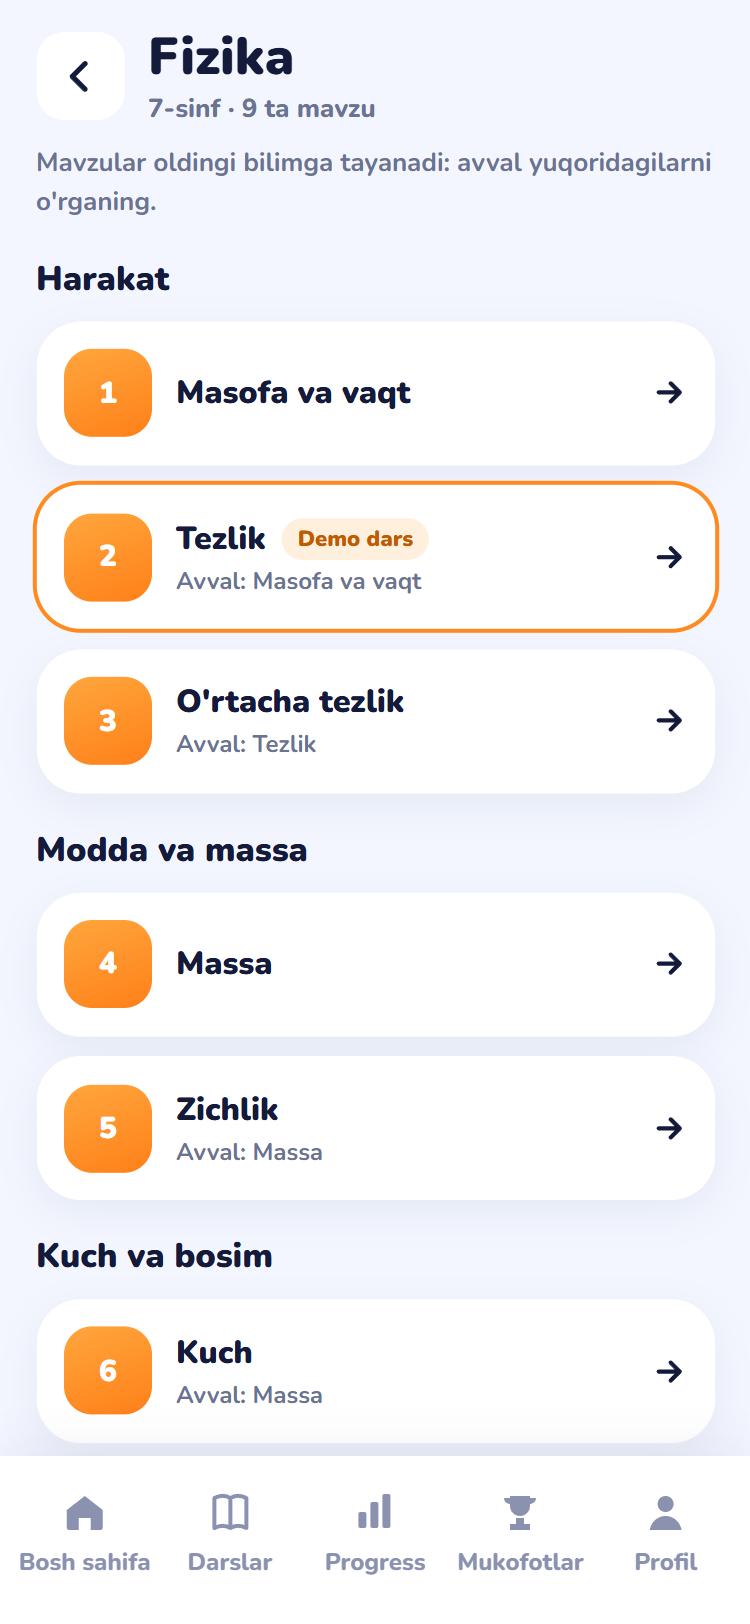 Fizika
7-sinf · 9 ta mavzu
Mavzular oldingi bilimga tayanadi: avval yuqoridagilarni
o'rganing.
Harakat
1
Masofa va vaqt
2
Tezlik
Demo dars
Avval: Masofa va vaqt
3
O'rtacha tezlik
Avval: Tezlik
Modda va massa
4
Massa
5
Zichlik
Avval: Massa
Kuch va bosim
6
Kuch
Avval: Massa
Bosh sahifa
Darslar
Progress
Mukofotlar
Profil